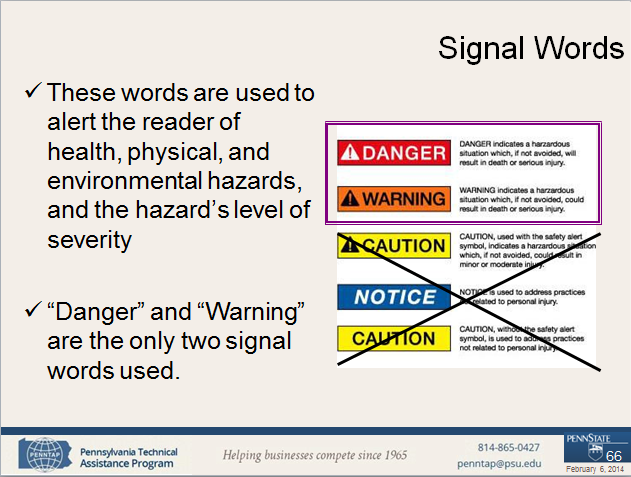 Signal Words
✓ These words are used to
alert the reader of
health, physical, and
environmental hazards,
and the hazard's level of
severity
✓ “Danger” and “Warning”
are the only two signal
words used.
DANGER
DANGER indicates a hazardous
situation which, if not avoided, will
result in death or serious injury.
WARNING
WARNING indicates a hazardous
situation which, if not avoided, could
result in death or serious injury.
CAUTION
CAUTION, used with the safety alert
symbol, indicates a hazardous situation
which, if not avoided, could result in
minor or moderate injury.
NOTICE
NOTICE is used to address practices
not related to personal injury.
CAUTION
CAUTION, without the safety alert
symbol, is used to address practices
not related to personal injury.
PENNTAP
Pennsylvania Technical
Assistance Program
Helping businesses compete since 1965
814-865-0427
penntap@psu.edu
PENNSTATE
66
February 6, 2014